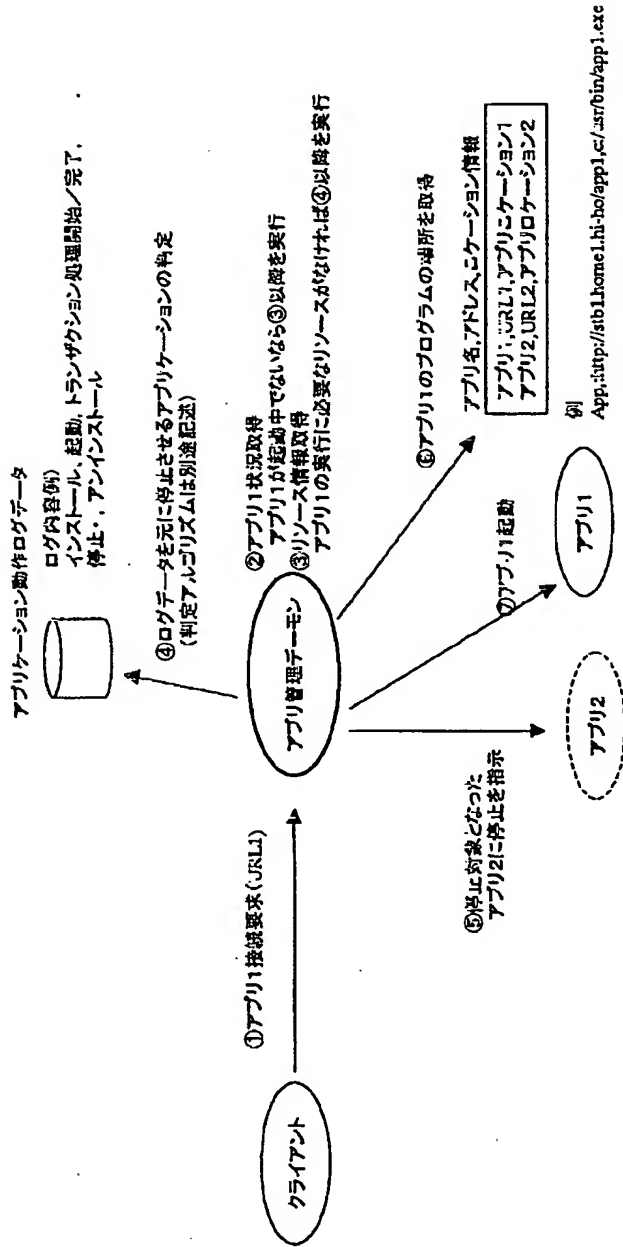 アプリケーション動作ログデータ
ログ内容例)
インストール、起動、トランザクション処理開始／完了、
停止・、アンインストール
④ログデータを元に停止させるアプリケーションの判定
(判定アルゴリズムは別途記述)
①アプリ1接続要求(URL1)
クライアント
アプリ管理デーモン
②アプリ1状況取得
アプリ1が起動中でないなら③以降を実行
③リソース情報取得
アプリ1の実行に必要なリソースがなければ④以降を実行
⑤停止対象となった
アプリ2に停止を指示
アプリ2
⑦アプリ1起動
アプリ1
⑥アプリ1のプログラムの場所を取得
アプリ名,アドレス,ロケーション情報
アプリ1,URL1,アプリロケーション1
アプリ2,URL2,アプリロケーション2
例
App,http://stb1.home1.hi-ho/app1,c/usr/bin/app1.exe